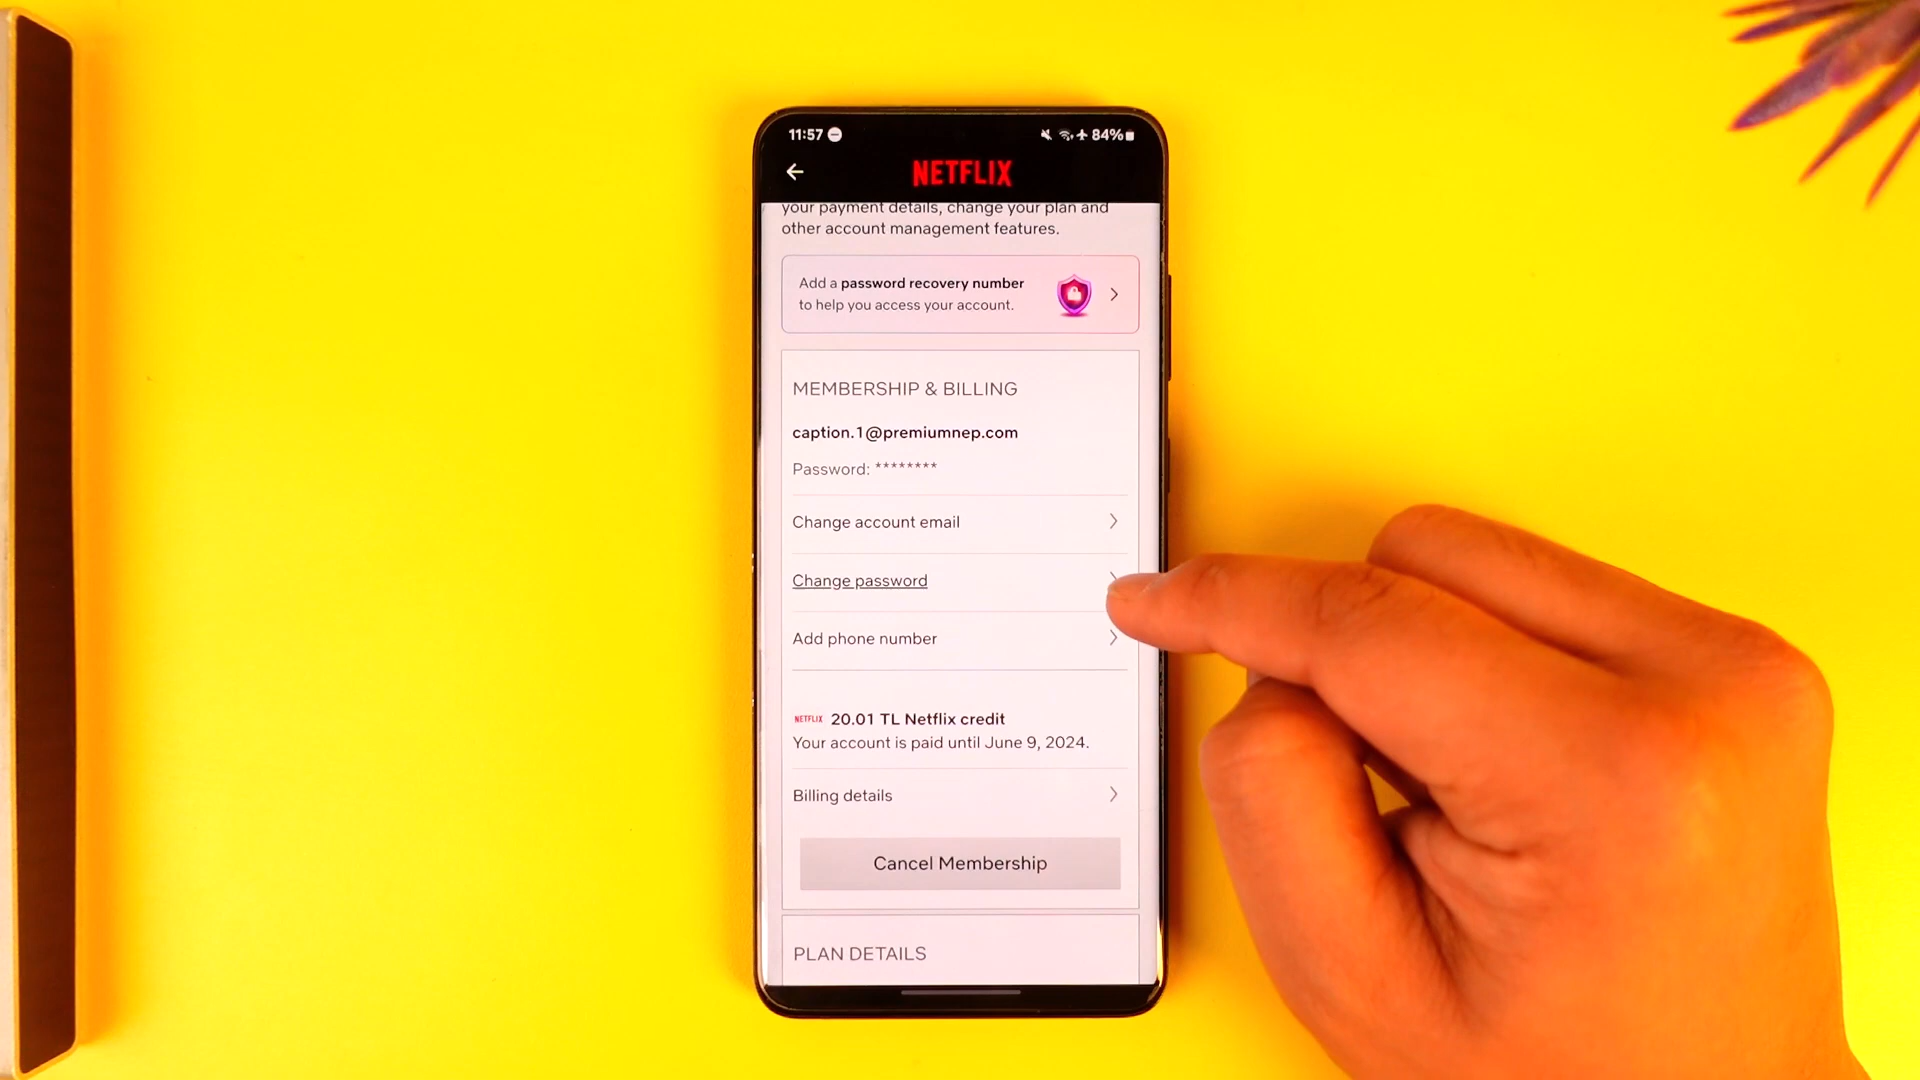 11:57
84%
NETFLIX
your payment details, change your plan and
other account management features.
Add a password recovery number
to help you access your account.
MEMBERSHIP & BILLING
caption.1@premiumnep.com
Password: ********
Change account email
Change password
Add phone number
NETFLIX 20.01 TL Netflix credit
Your account is paid until June 9, 2024.
Billing details
Cancel Membership
PLAN DETAILS